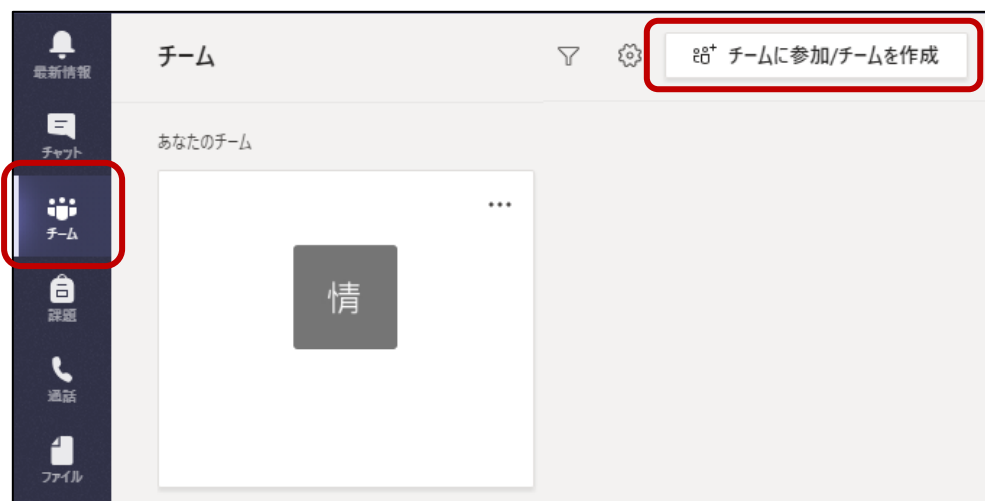 最新情報
チャット
チーム
課題
通話
ファイル
チーム
チームに参加/チームを作成
あなたのチーム
情